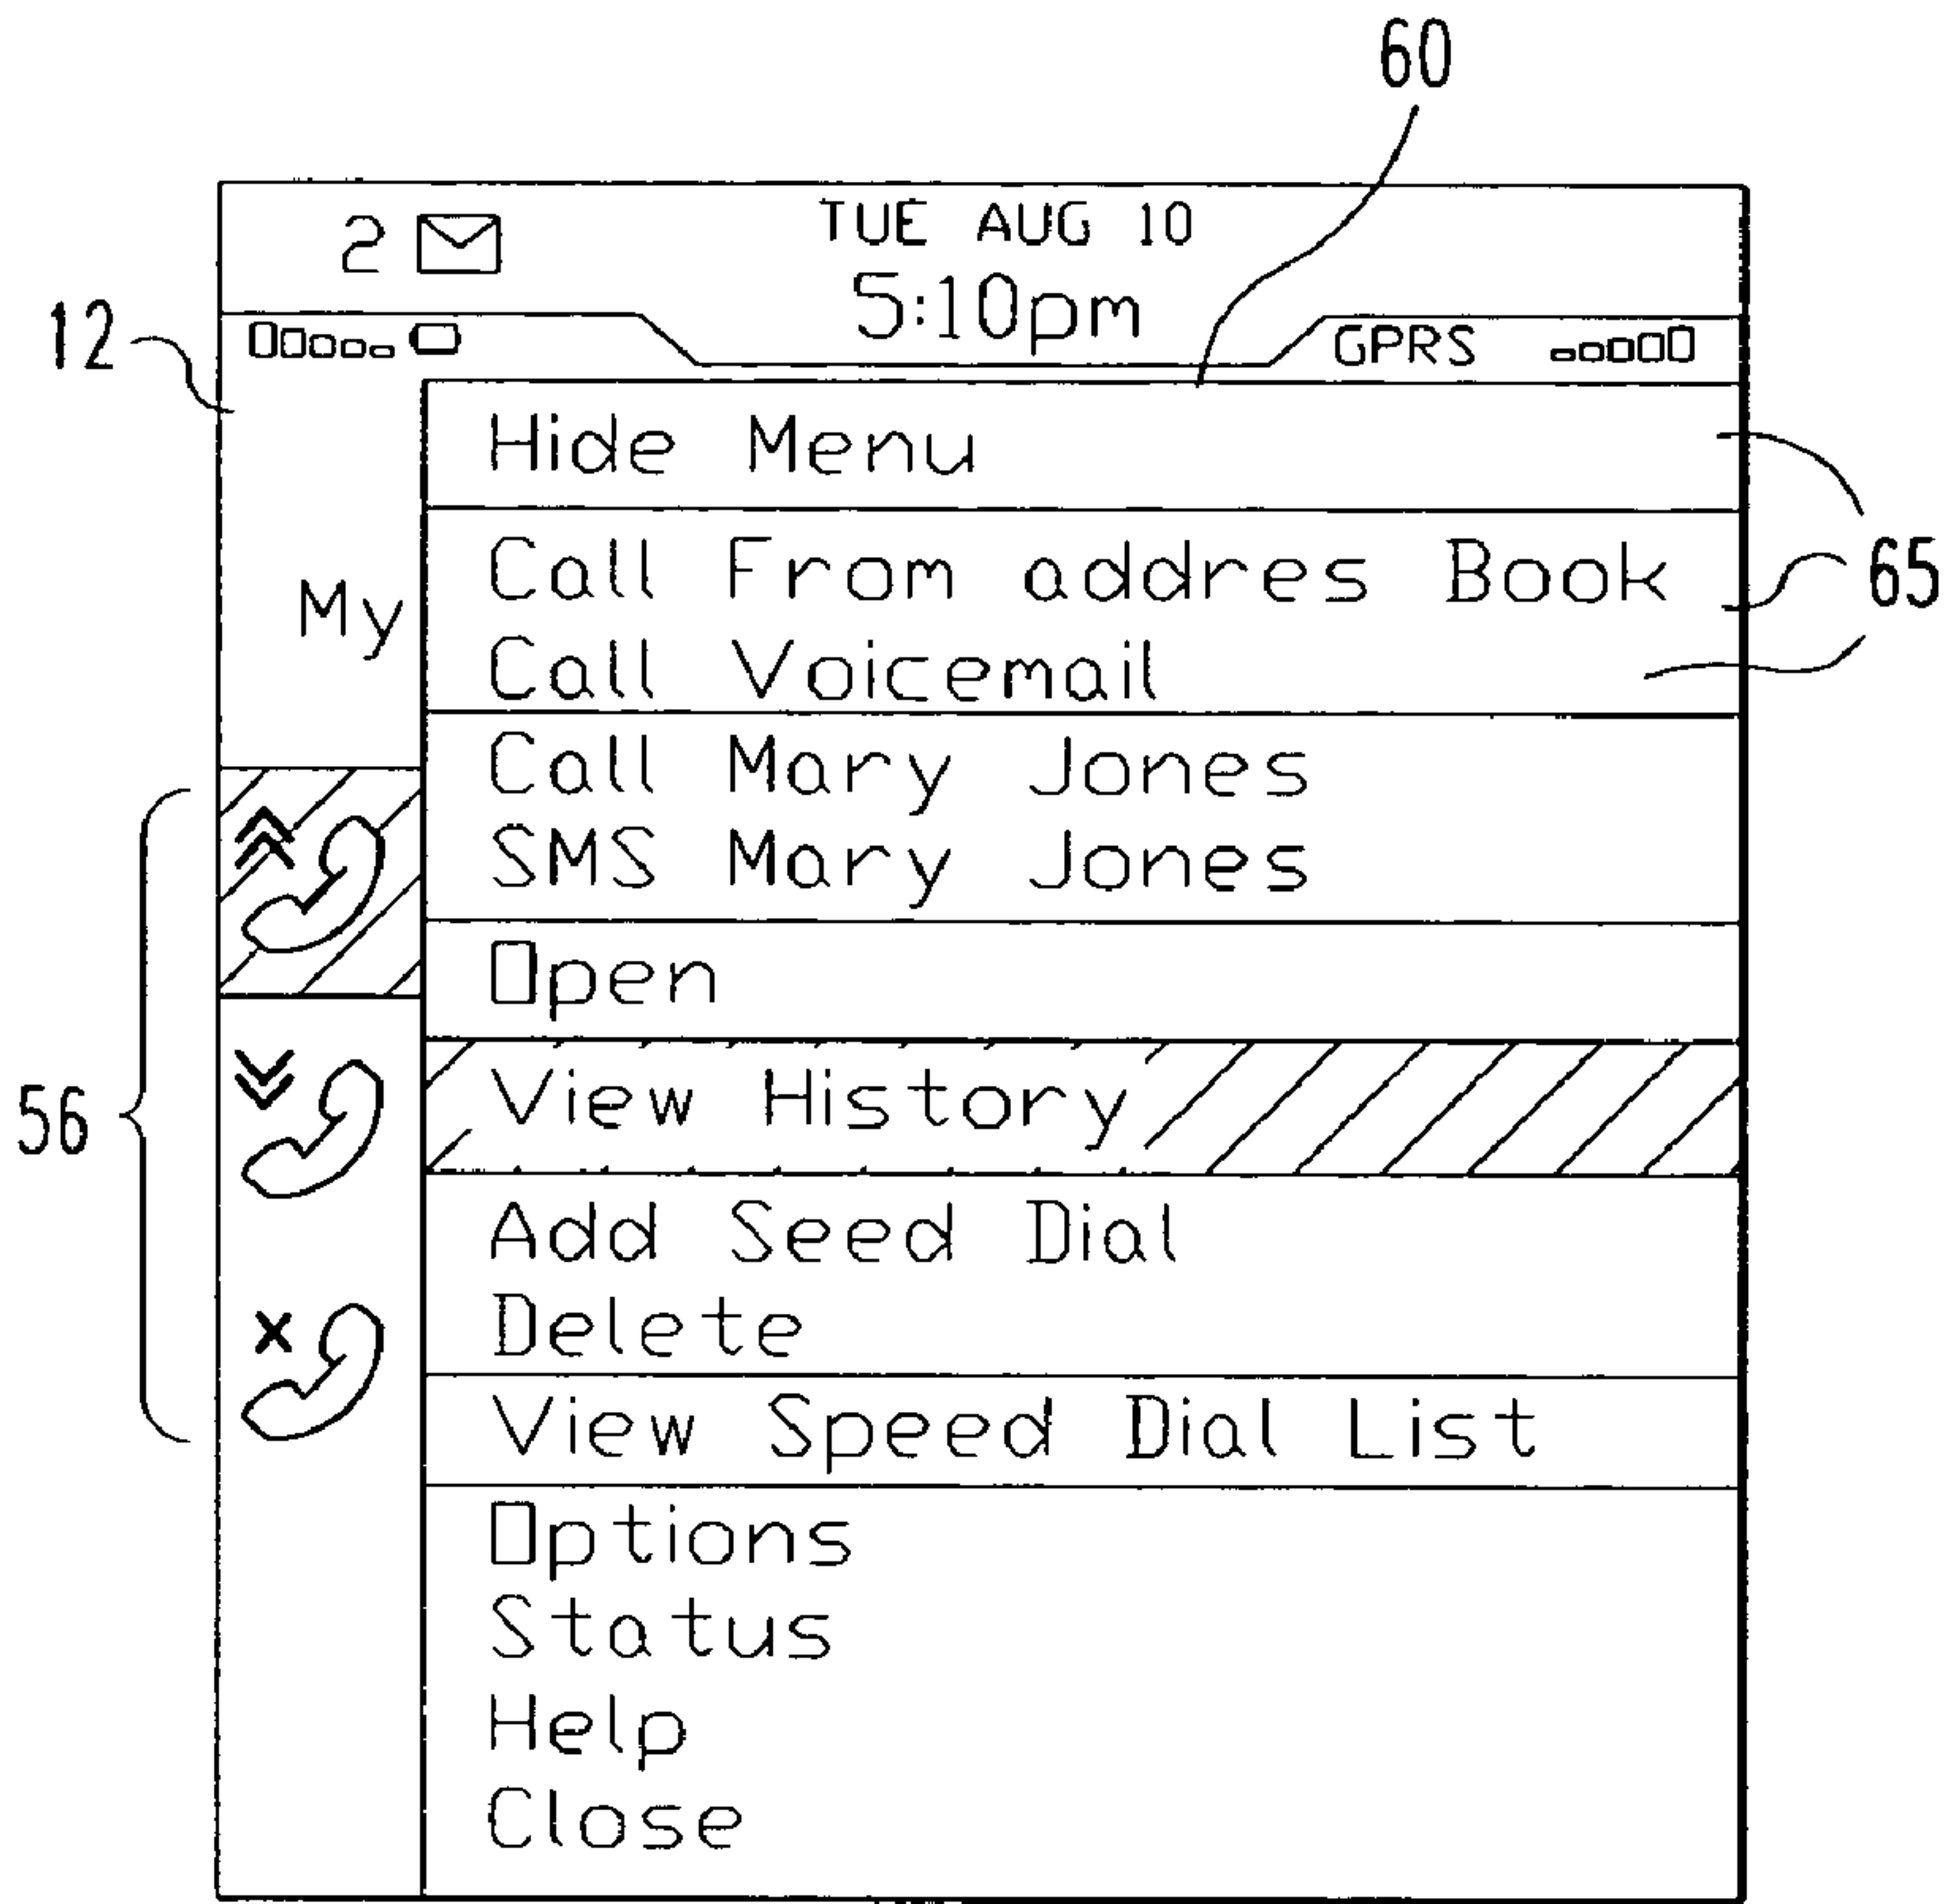 60
2 TUE AUG 10
5:10pm
12
GPRS
Hide Menu
65
My
Call From addres Book
Call Voicemail
Call Mary Jones
SMS Mary Jones
Open
56
View History
Add Seed Dial
Delete
View Speed Dial List
Options
Status
Help
Close